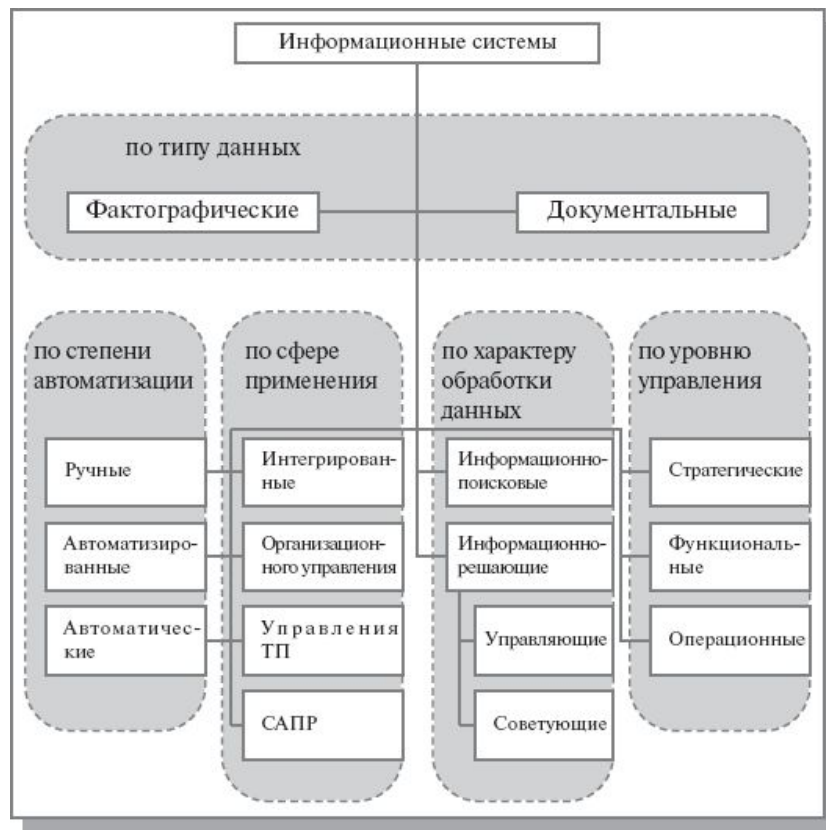 Информационные системы
по типу данных
Фактографические
Документальные
по степени
автоматизации
Ручные
Автоматизиро-
ванные
Автоматичес-
кие
по сфере
применения
Интегрирован-
ные
Организацион-
ного управления
Управления
ТП
САПР
по характеру
обработки
данных
Информационно-
поисковые
Информационно-
решающие
Управляющие
Советующие
по уровню
управления
Стратегические
Функциональ-
ные
Операционные